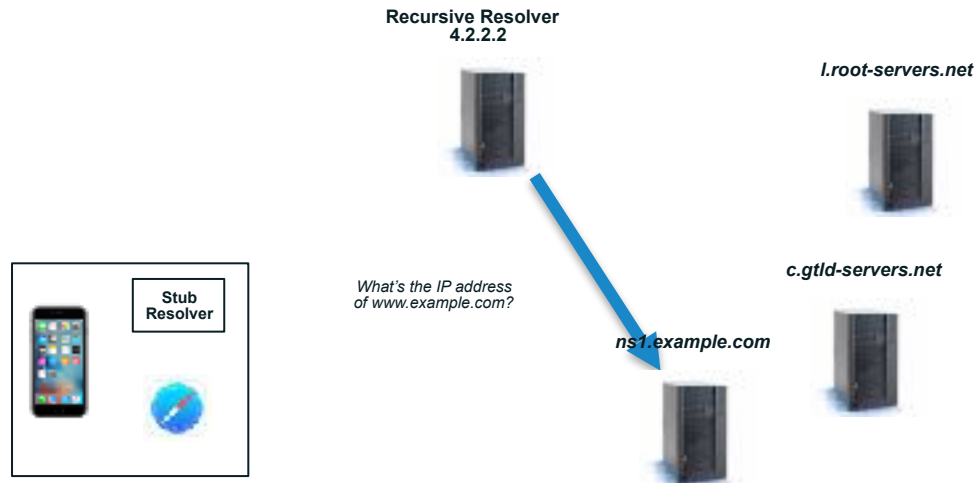 Recursive Resolver
4.2.2.2
l.root-servers.net
c.gtld-servers.net
Stub
Resolver
What's the IP address
of www.example.com?
ns1.example.com